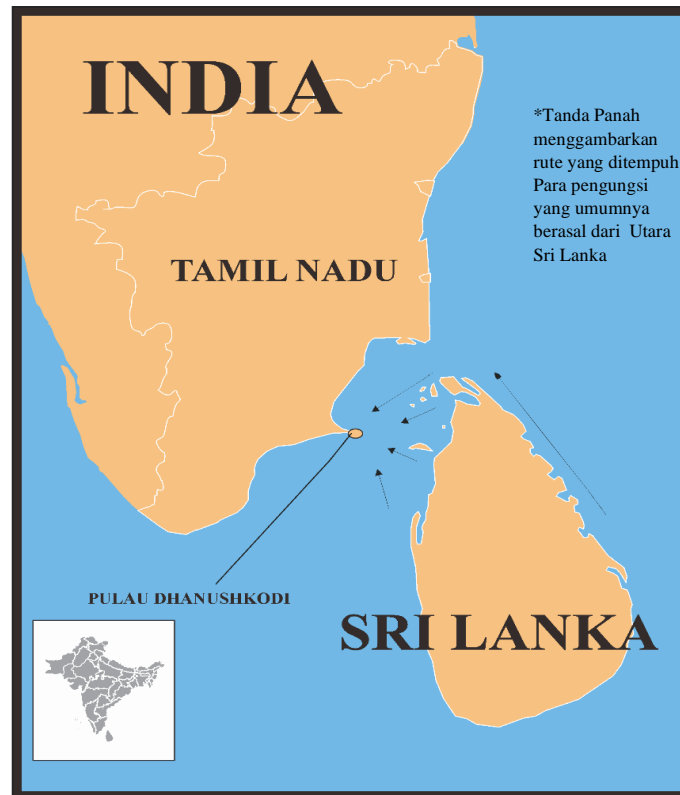 INDIA
*Tanda Panah
menggambarkan
rute yang ditempuh
Para pengungsi
yang umumnya
berasal dari Utara
Sri Lanka
TAMIL NADU
PULAU DHANUSHKODI
SRI LANKA